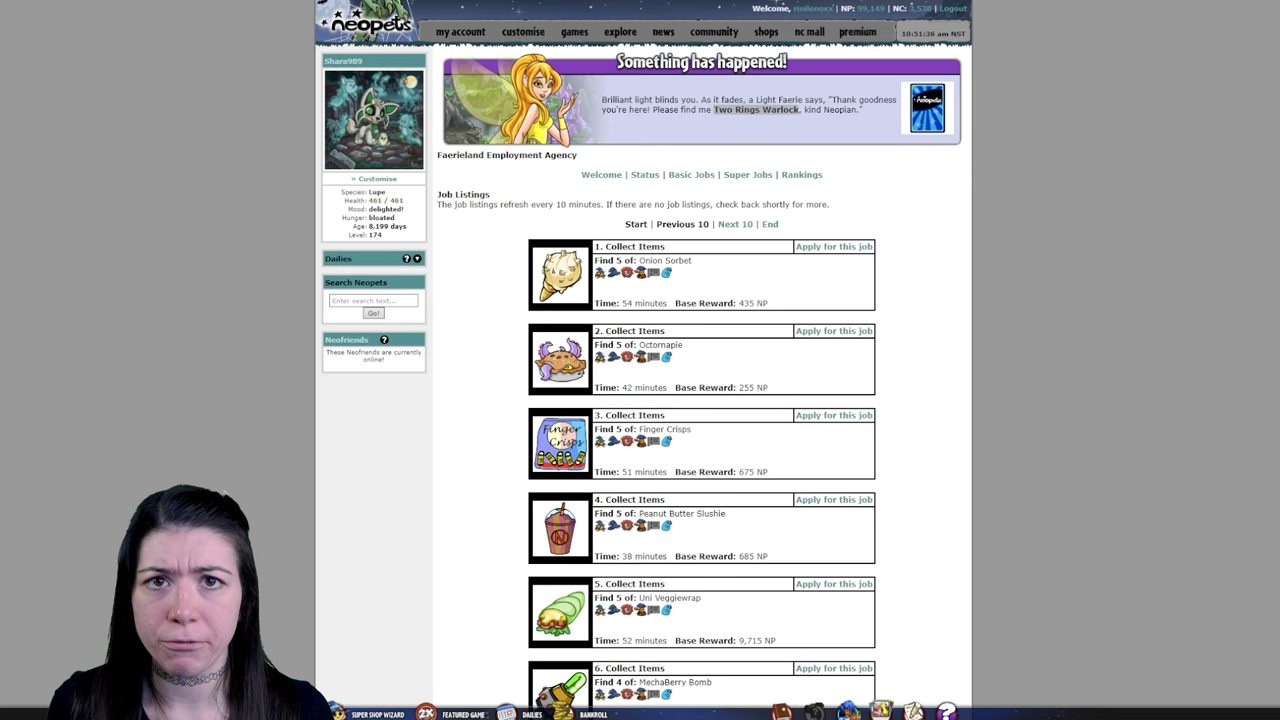 Welcome, rinilenoxx | NP: 99,149 | NC: 3,538 | Logout
neopets
my account customise games explore news community shops nc mall premium
10:51:36 am NST
Shara989
» Customise
Species: Lupe
Health: 461 / 461
Mood: delighted!
Hunger: bloated
Age: 8,199 days
Level: 174
Dailies ?
Search Neopets
Enter search text...
Go!
Neofriends ?
These Neofriends are currently
online!
Something has happened!
Brilliant light blinds you. As it fades, a Light Faerie says, "Thank goodness
you're here! Please find me Two Rings Warlock, kind Neopian."
neopets
Faerieland Employment Agency
Welcome | Status | Basic Jobs | Super Jobs | Rankings
Job Listings
The job listings refresh every 10 minutes. If there are no job listings, check back shortly for more.
Start | Previous 10 | Next 10 | End
1. Collect Items Apply for this job
Find 5 of: Onion Sorbet
Time: 54 minutes Base Reward: 435 NP
2. Collect Items Apply for this job
Find 5 of: Octornapie
Time: 42 minutes Base Reward: 255 NP
3. Collect Items Apply for this job
Finger
Crisps
Find 5 of: Finger Crisps
Time: 51 minutes Base Reward: 675 NP
4. Collect Items Apply for this job
N
Find 5 of: Peanut Butter Slushie
Time: 38 minutes Base Reward: 685 NP
5. Collect Items Apply for this job
Find 5 of: Uni Veggiewrap
Time: 52 minutes Base Reward: 9,715 NP
6. Collect Items Apply for this job
Find 4 of: MechaBerry Bomb
SUPER SHOP WIZARD 2X FEATURED GAME DAILIES BANKROLL ?